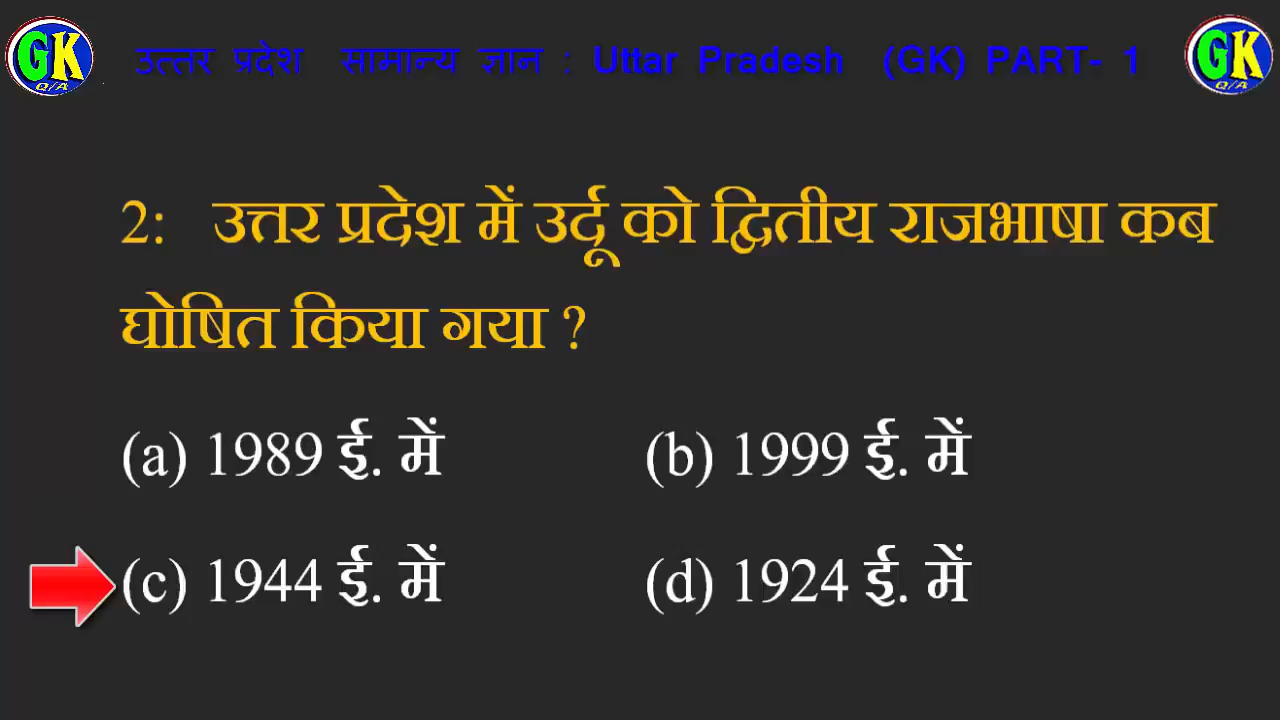 GK Q/A उत्तर प्रदेश सामान्य ज्ञान : Uttar Pradesh (GK) PART- 1 GK Q/A
2: उत्तर प्रदेश में उर्दू को द्वितीय राजभाषा कब
घोषित किया गया ?
(a) 1989 ई. में (b) 1999 ई. में
(c) 1944 ई. में (d) 1924 ई. में